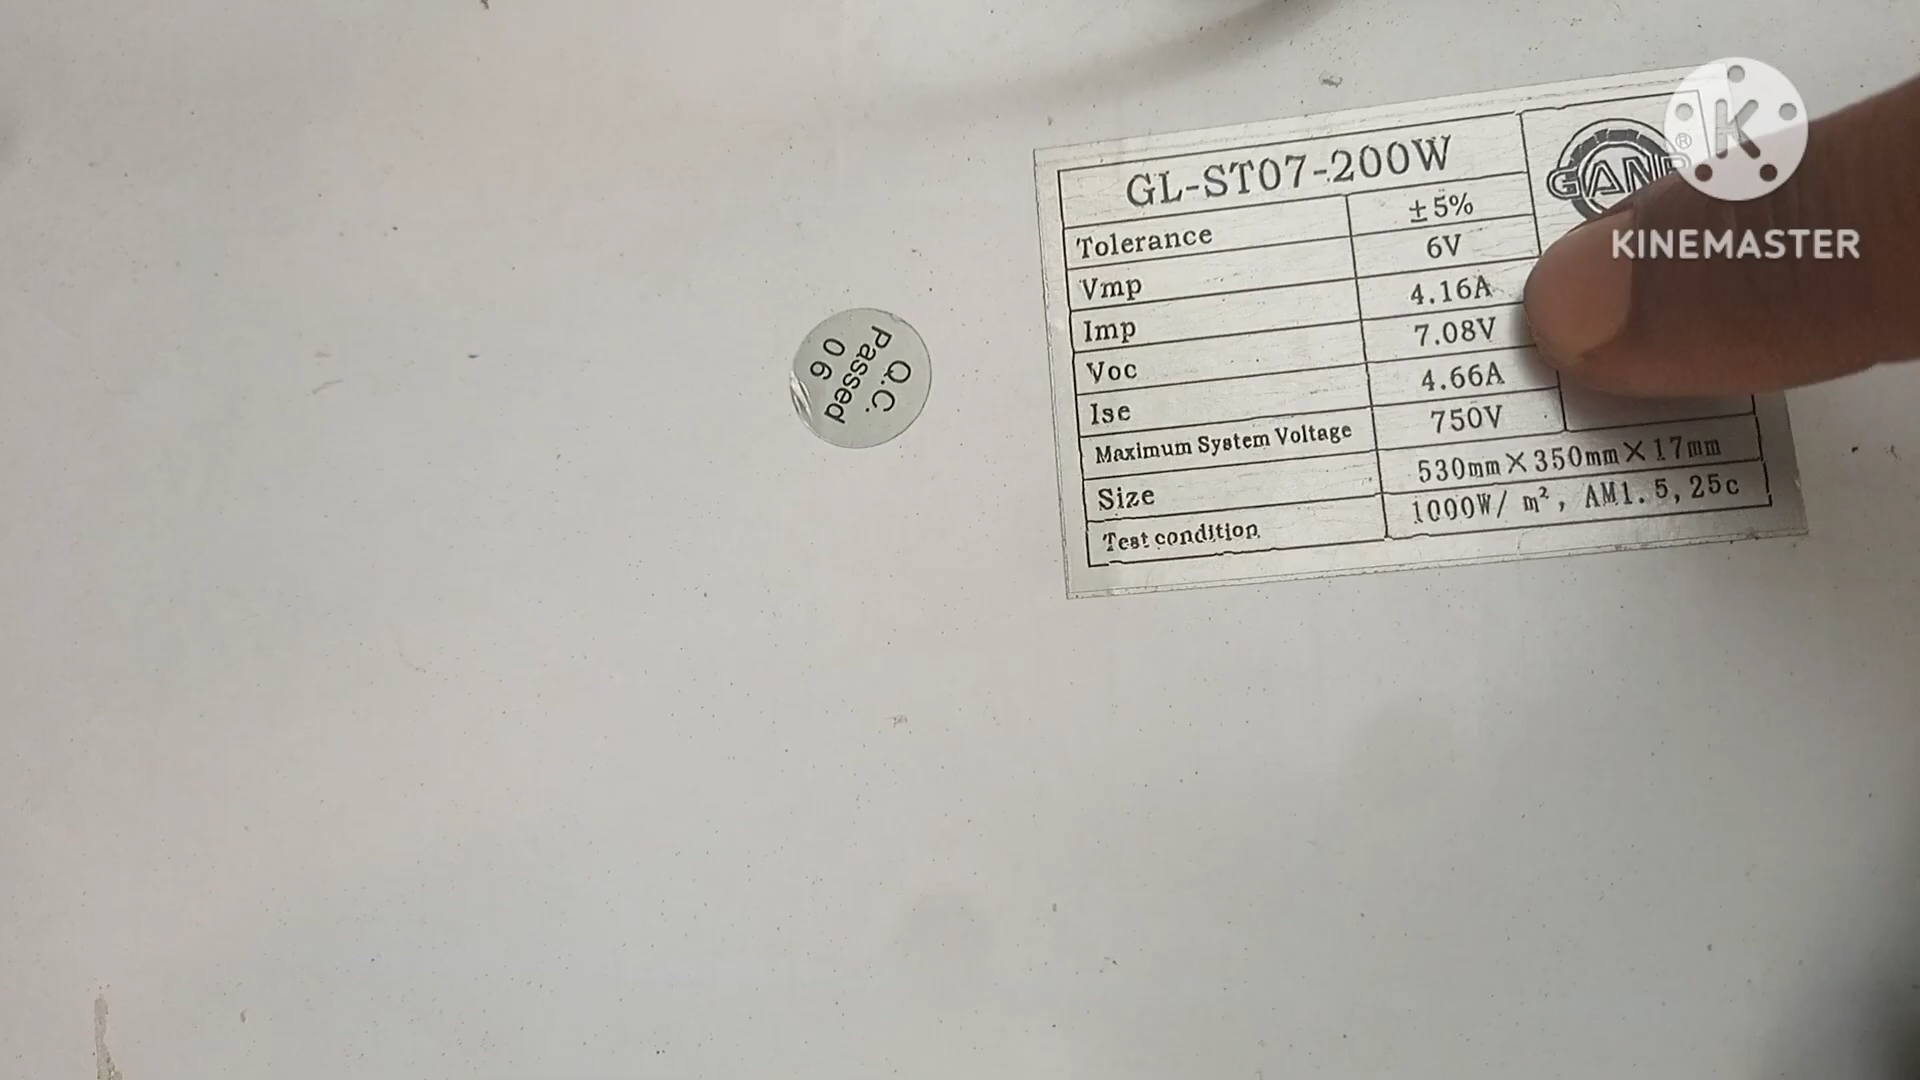 GL-ST07-200W
Tolerance ±5%
Vmp 6V
Imp 4.16A
Voc 7.08V
Ise 4.66A
Maximum System Voltage 750V
Size 530mm×350mm×17mm
Test condition 1000W/ m², AM1.5, 25c
®
K
KINEMASTER
Q.C.
passed
06